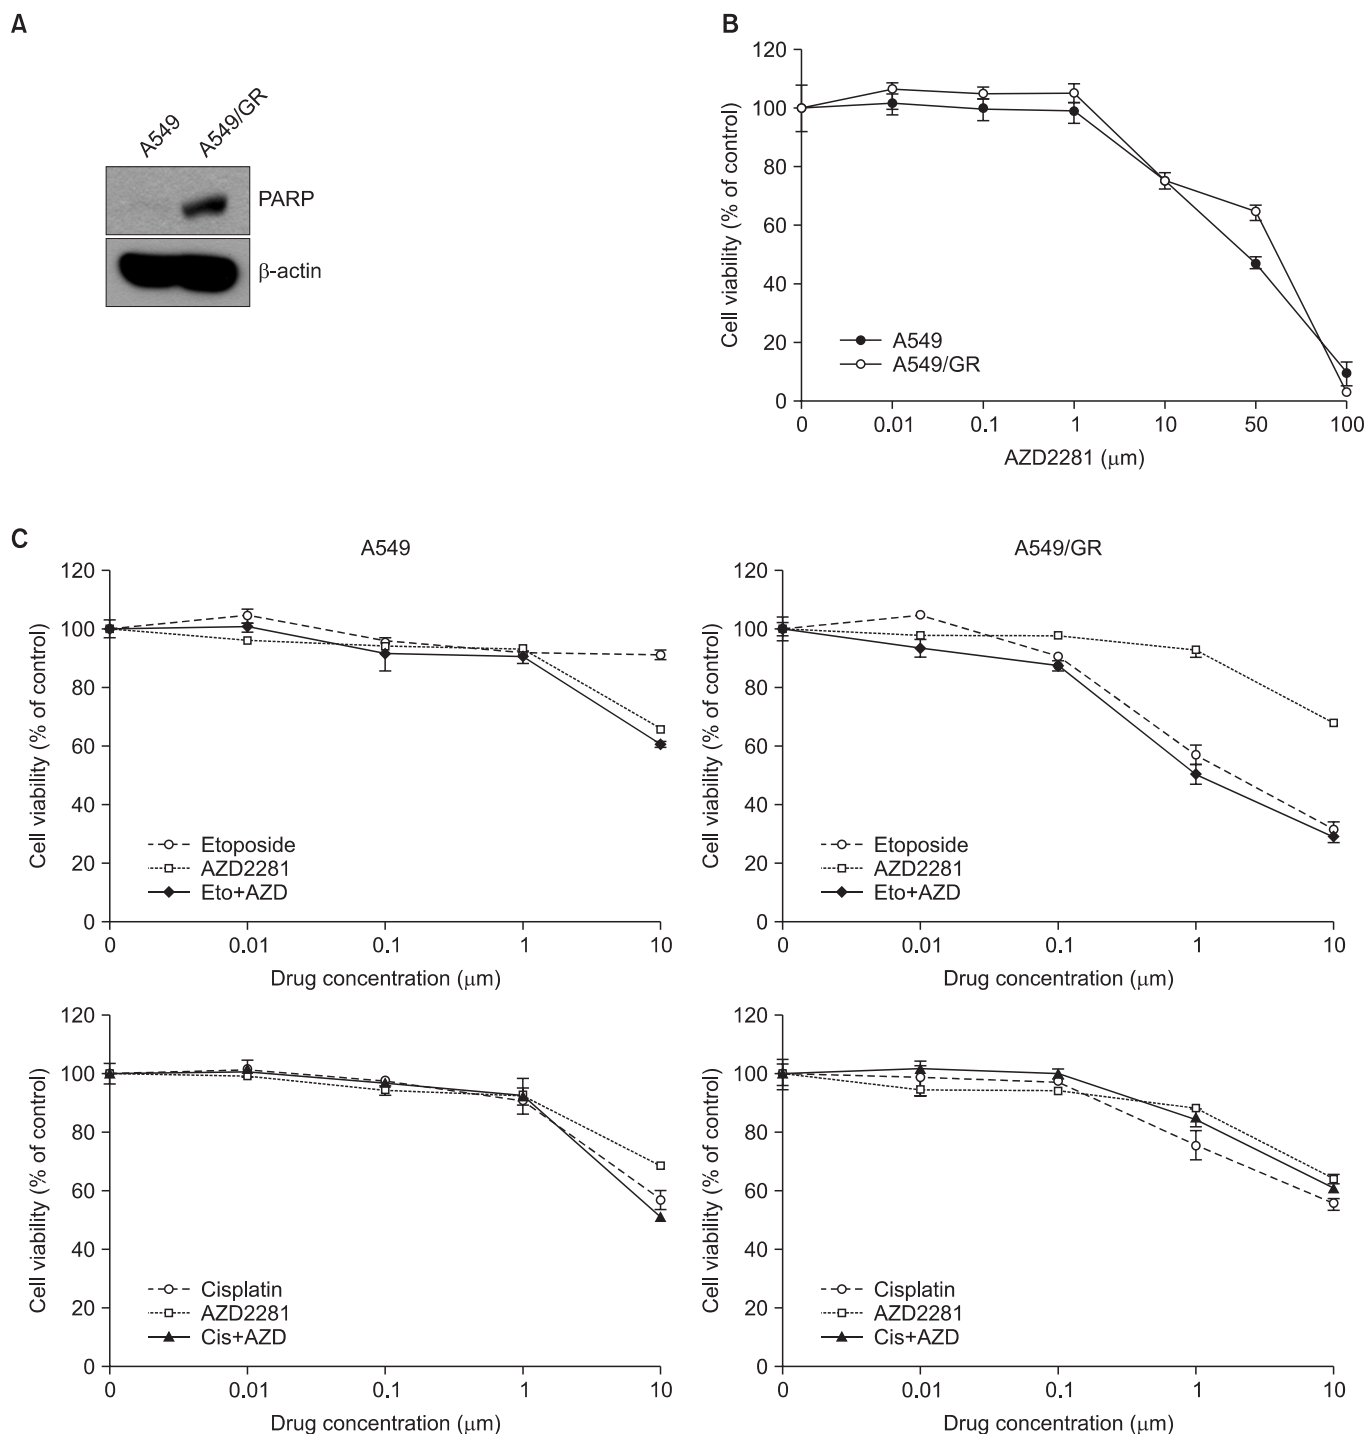 A
A549
A549/GR
PARP
β-actin
B
120
100
80
60
40
20
0
Cell viability (% of control)
A549
A549/GR
0
0.01
0.1
1
10
50
100
AZD2281 (μm)
C
A549
120
100
80
60
40
20
0
Cell viability (% of control)
Etoposide
AZD2281
Eto+AZD
0
0.01
0.1
1
10
Drug concentration (μm)
A549/GR
120
100
80
60
40
20
0
Cell viability (% of control)
Etoposide
AZD2281
Eto+AZD
0
0.01
0.1
1
10
Drug concentration (μm)
120
100
80
60
40
20
0
Cell viability (% of control)
Cisplatin
AZD2281
Cis+AZD
0
0.01
0.1
1
10
Drug concentration (μm)
120
100
80
60
40
20
0
Cell viability (% of control)
Cisplatin
AZD2281
Cis+AZD
0
0.01
0.1
1
10
Drug concentration (μm)